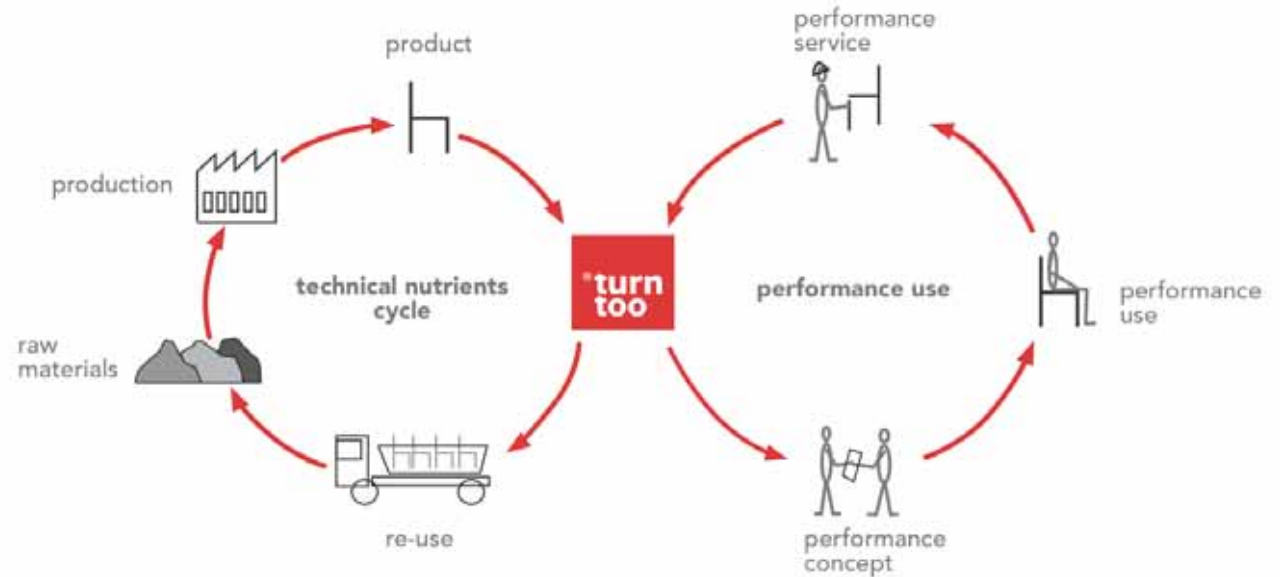 product
performance
service
production
technical nutrients
cycle
turn
too
performance use
performance
use
raw
materials
re-use
performance
concept